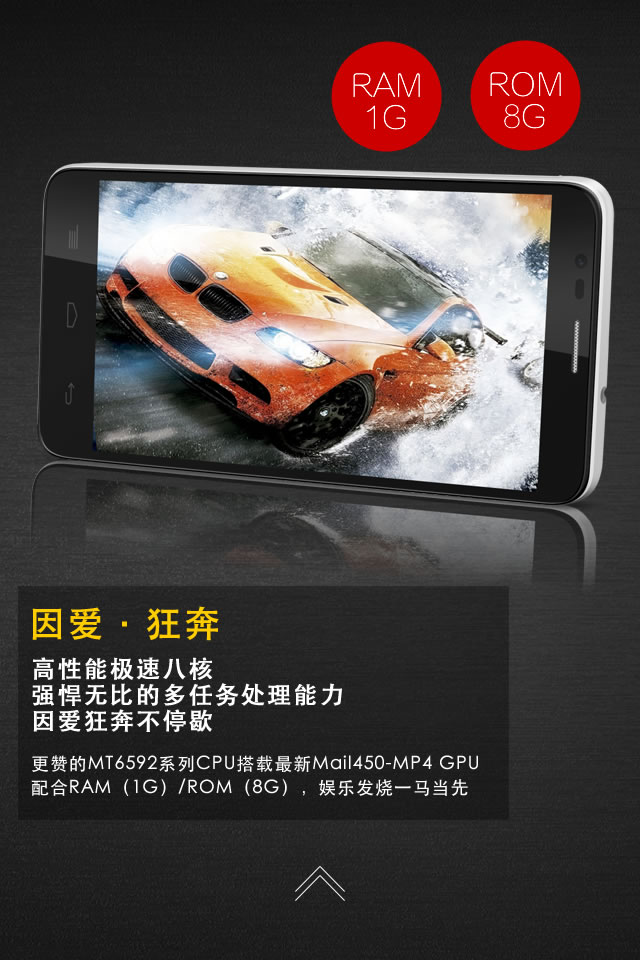 RAM
1G
ROM
8G
因爱·狂奔
高性能极速八核
强悍无比的多任务处理能力
因爱狂奔不停歇
更赞的MT6592系列CPU搭载最新Mail450-MP4 GPU
配合RAM（1G）/ROM（8G），娱乐发烧一马当先